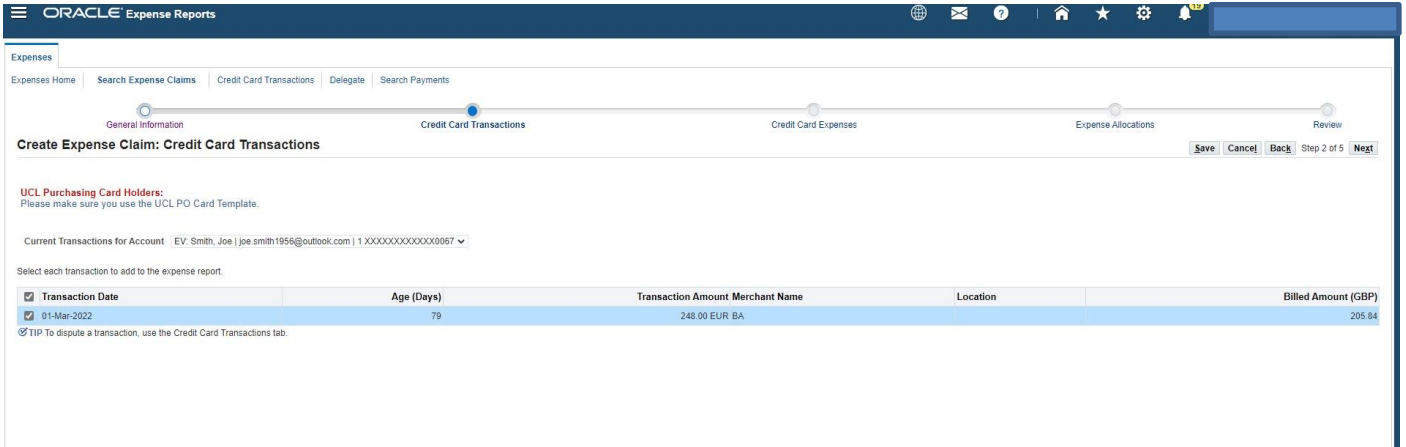 ORACLE Expense Reports
19
Expenses
Expenses Home Search Expense Claims Credit Card Transactions Delegate Search Payments
General Information Credit Card Transactions Credit Card Expenses Expense Allocations Review
Create Expense Claim: Credit Card Transactions Save Cancel Back Step 2 of 5 Next
UCL Purchasing Card Holders:
Please make sure you use the UCL PO Card Template.
Current Transactions for Account EV: Smith, Joe | joe.smith1956@outlook.com | 1 XXXXXXXXXXXX0067
Select each transaction to add to the expense report.
Transaction Date Age (Days) Transaction Amount Merchant Name Location Billed Amount (GBP)
01-Mar-2022 79 248.00 EUR BA 205.84
TIP To dispute a transaction, use the Credit Card Transactions tab.